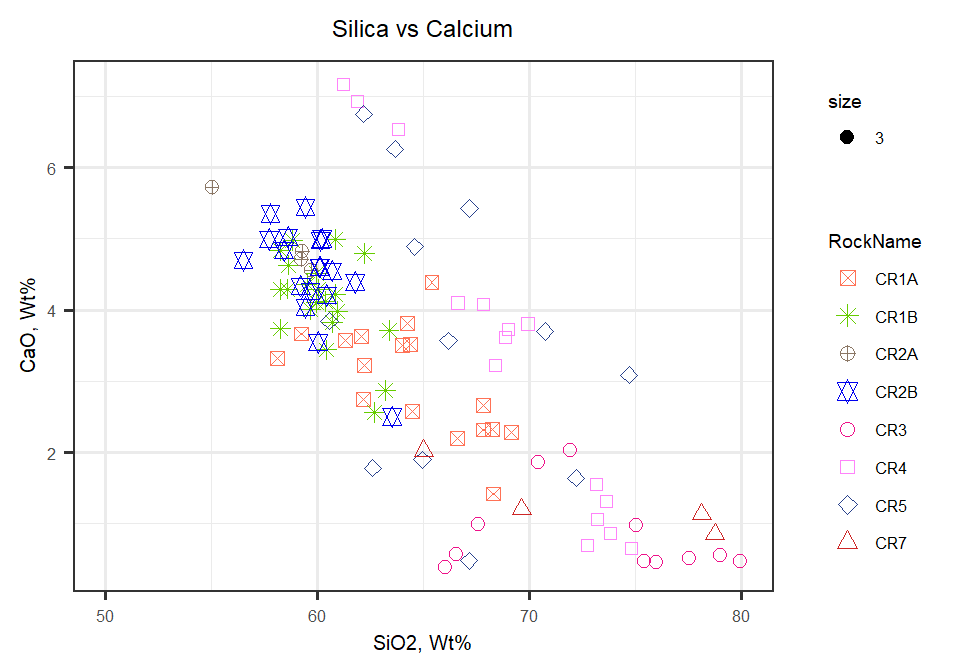 Silica vs Calcium
CaO, Wt%
6
4
2
50
60
70
80
SiO2, Wt%
size
3
RockName
CR1A
CR1B
CR2A
CR2B
CR3
CR4
CR5
CR7